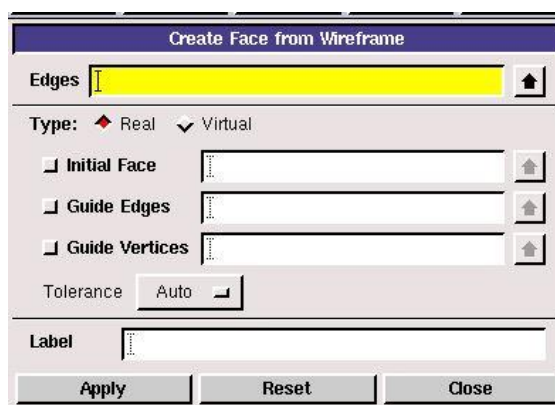 Create Face from Wireframe
Edges
Type: Real Virtual
Initial Face
Guide Edges
Guide Vertices
Tolerance Auto
Label
Apply Reset Close